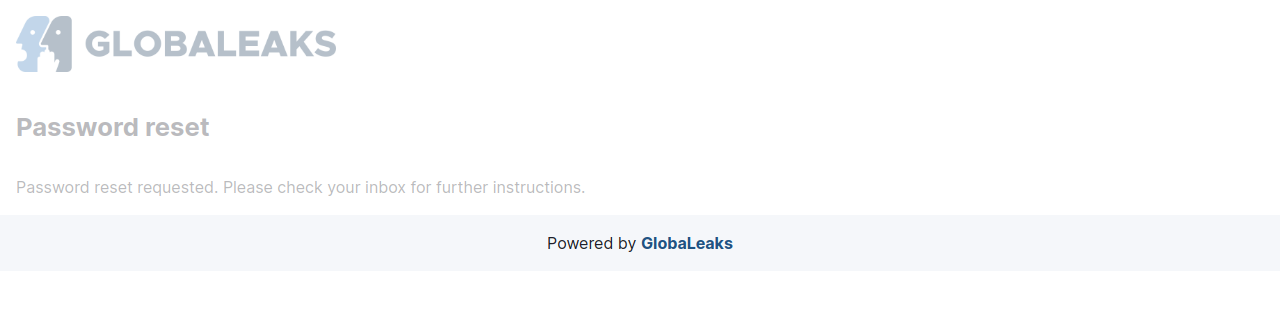 GLOBALEAKS
Password reset
Password reset requested. Please check your inbox for further instructions.
Powered by GlobaLeaks